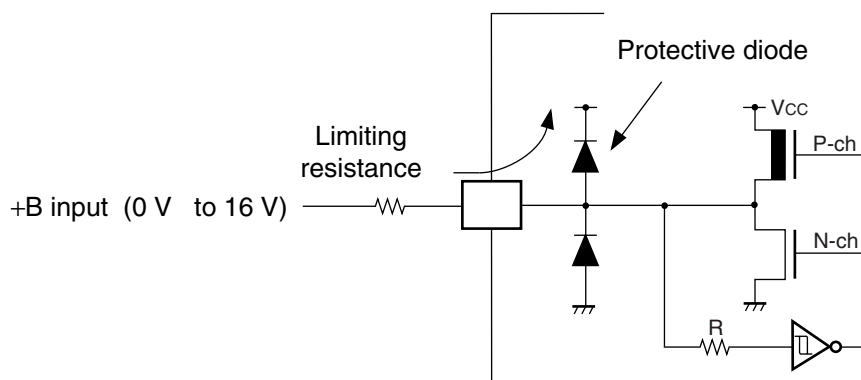 Protective diode
VCC
Limiting
resistance
P-ch
+B input (0 V to 16 V)
N-ch
R